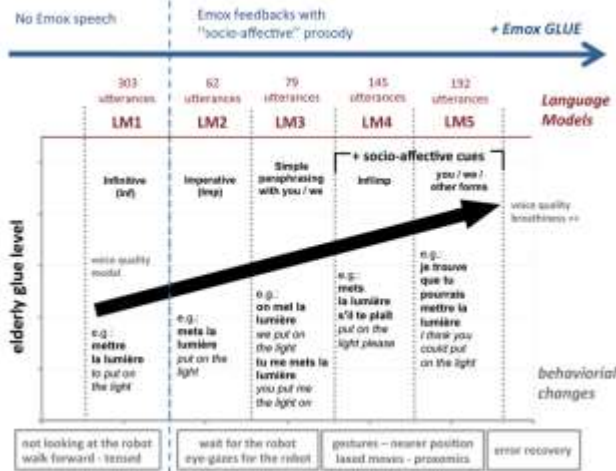 No Emox speech
Emox feedbacks with
"socio-affective" prosody
+ Emox GLUE
303
utterances
LM1
62
utterances
LM2
79
utterances
LM3
145
utterances
LM4
192
utterances
LM5
Language
Models
+ socio-affective cues
Infinitive
(Inf)
Imperative
(Imp)
Simple
paraphrasing
with you / we
Inf/Imp
you / we /
other forms
elderly glue level
voice quality
modal
voice quality
breathiness ++
e.g.:
mettre
la lumière
to put on
the light
e.g.:
mets la
lumière
put on the
light
e.g.:
on met la
lumière
we put on
the light
tu me mets la
lumière
you put me
the light on
e.g.:
mets
la lumière
s'il te plaît
put on the
light please
e.g.:
je trouve
que tu
pourrais
mettre la
lumière
I think you
could put
on the light
behaviorial
changes
not looking at the robot
walk forward - tensed
wait for the robot
eye-gazes for the robot
gestures – nearer position
laxed moves - proxemics
error recovery